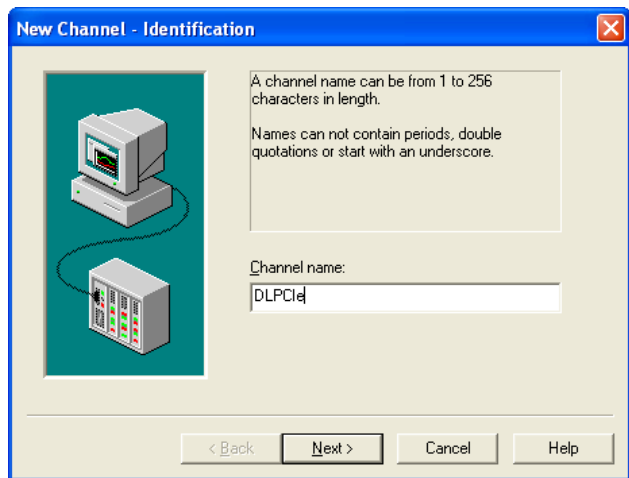 New Channel - Identification
A channel name can be from 1 to 256
characters in length.
Names can not contain periods, double
quotations or start with an underscore.
Channel name:
DLPCIe
< Back Next > Cancel Help